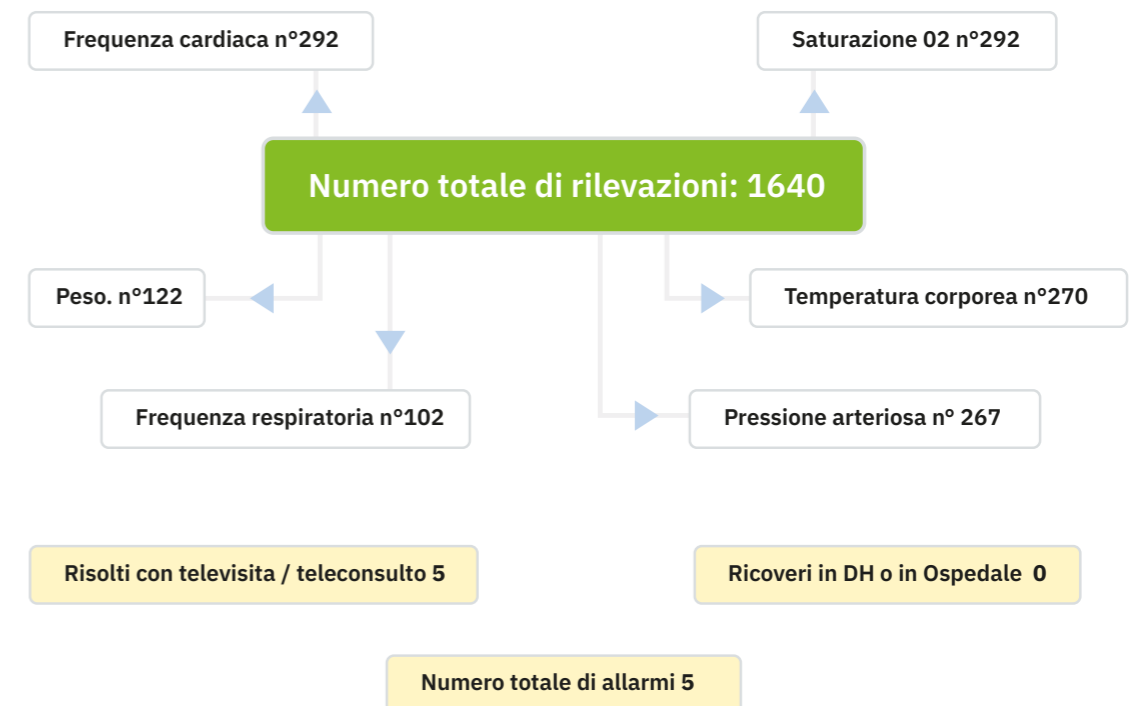 Frequenza cardiaca n°292
Saturazione 02 n°292
Numero totale di rilevazioni: 1640
Peso. n°122
Temperatura corporea n°270
Frequenza respiratoria n°102
Pressione arteriosa n° 267
Risolti con televisita / teleconsulto 5
Ricoveri in DH o in Ospedale 0
Numero totale di allarmi 5